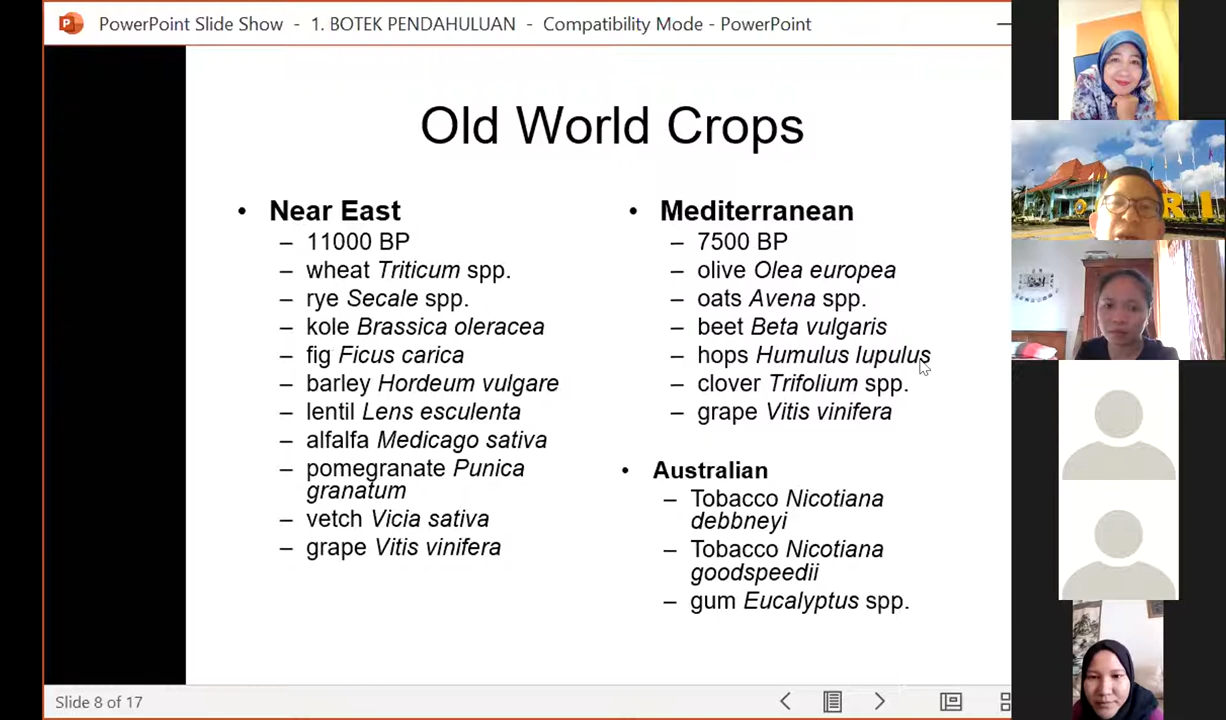 PowerPoint Slide Show - 1. BOTEK PENDAHULUAN - Compatibility Mode - PowerPoint
Old World Crops
• Near East
– 11000 BP
– wheat Triticum spp.
– rye Secale spp.
– kole Brassica oleracea
– fig Ficus carica
– barley Hordeum vulgare
– lentil Lens esculenta
– alfalfa Medicago sativa
– pomegranate Punica
granatum
– vetch Vicia sativa
– grape Vitis vinifera
• Mediterranean
– 7500 BP
– olive Olea europea
– oats Avena spp.
– beet Beta vulgaris
– hops Humulus lupulus
– clover Trifolium spp.
– grape Vitis vinifera
• Australian
– Tobacco Nicotiana
debbneyi
– Tobacco Nicotiana
goodspeedii
– gum Eucalyptus spp.
Slide 8 of 17